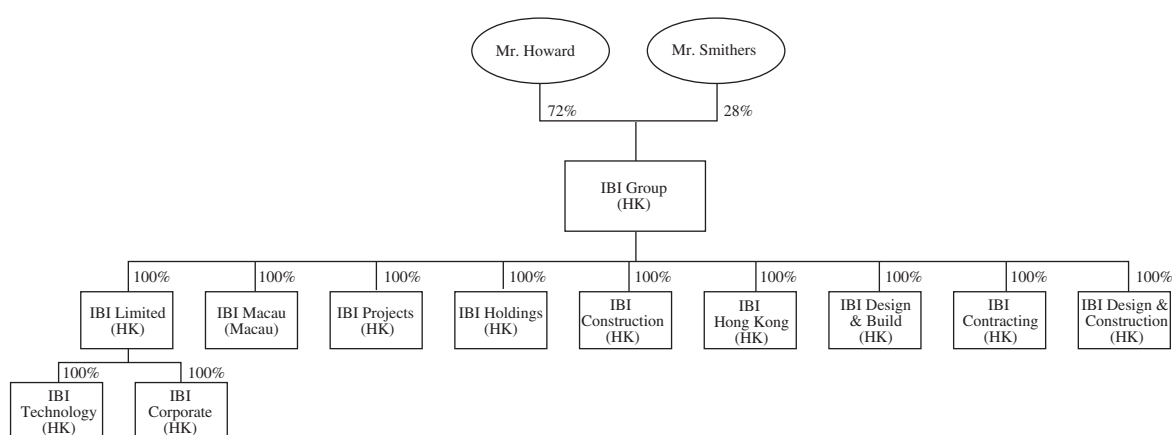 Mr. Howard
Mr. Smithers
72%
28%
IBI Group
(HK)
100%
100%
100%
100%
100%
100%
100%
100%
100%
IBI Limited
(HK)
IBI Macau
(Macau)
IBI Projects
(HK)
IBI Holdings
(HK)
IBI
Construction
(HK)
IBI
Hong Kong
(HK)
IBI Design
& Build
(HK)
IBI
Contracting
(HK)
IBI Design &
Construction
(HK)
100%
100%
IBI
Technology
(HK)
IBI
Corporate
(HK)